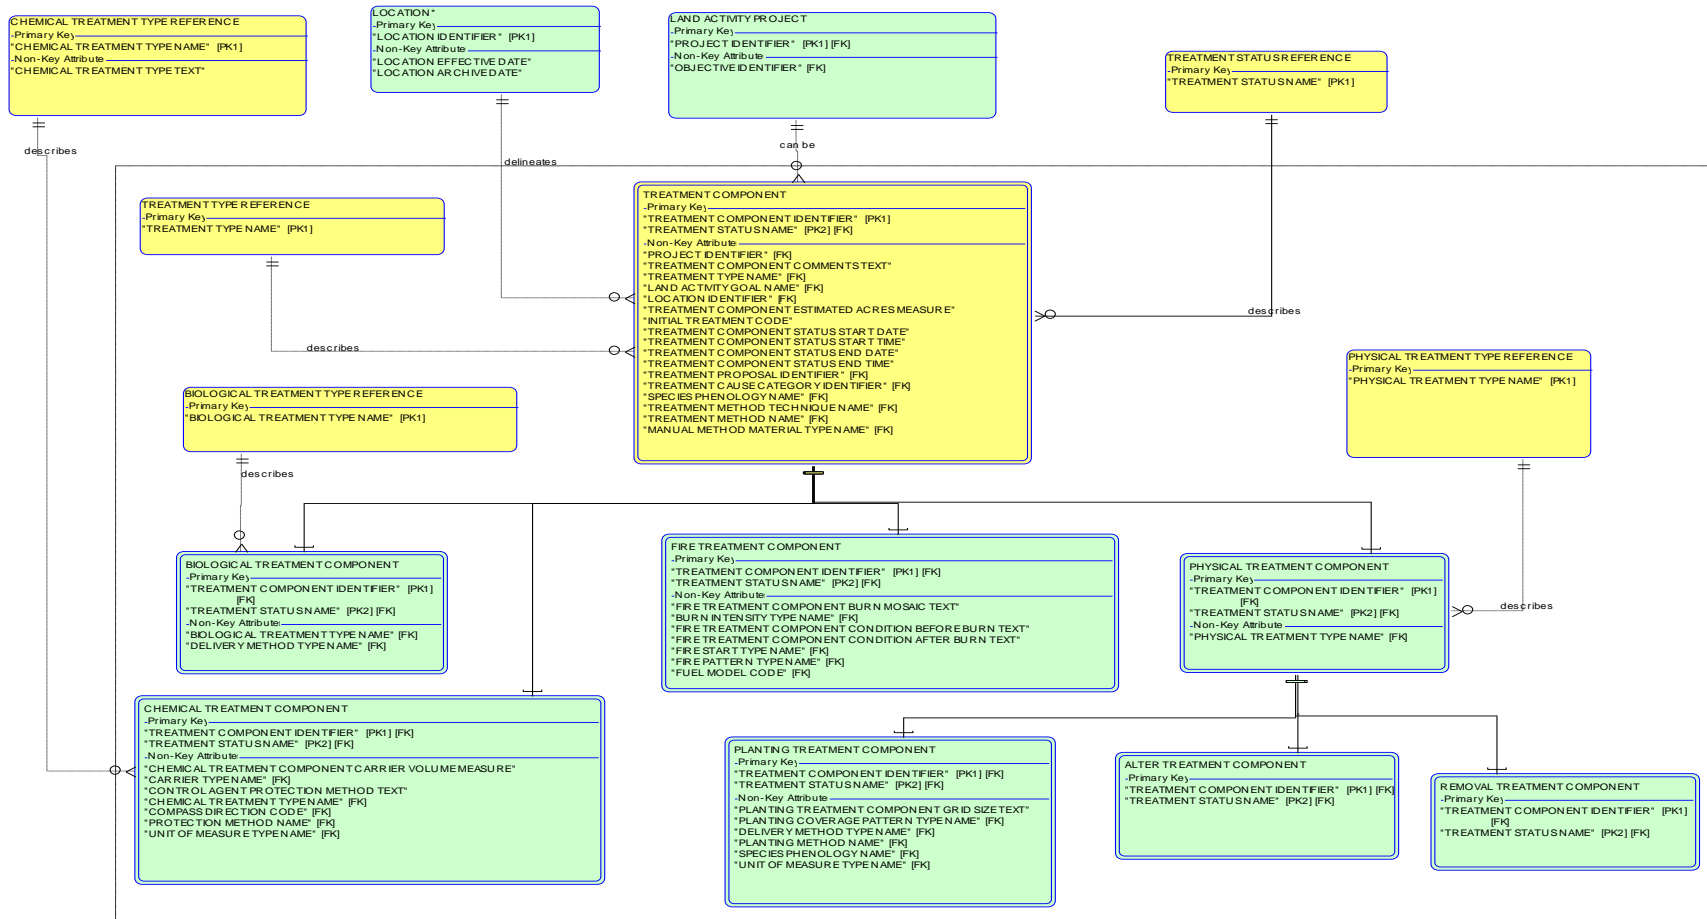 CHEMICAL TREATMENT TYPE REFERENCE
-Primary Key
"CHEMICAL TREATMENT TYPE NAME" [PK1]
-Non-Key Attribute
"CHEMICAL TREATMENT TYPE TEXT"
LOCATION*
-Primary Key
"LOCATION IDENTIFIER" [PK1]
-Non-Key Attribute
"LOCATION EFFECTIVE DATE"
"LOCATION ARCHIVE DATE"
LAND ACTIVITY PROJECT
-Primary Key
"PROJECT IDENTIFIER" [PK1] [FK]
-Non-Key Attribute
"OBJECTIVE IDENTIFIER" [FK]
TREATMENT STATUS REFERENCE
-Primary Key
"TREATMENT STATUS NAME" [PK1]
describes
delineates
can be
describes
TREATMENT TYPE REFERENCE
-Primary Key
"TREATMENT TYPE NAME" [PK1]
describes
TREATMENT COMPONENT
-Primary Key
"TREATMENT COMPONENT IDENTIFIER" [PK1]
"TREATMENT STATUS NAME" [PK2] [FK]
-Non-Key Attribute
"PROJECT IDENTIFIER" [FK]
"TREATMENT COMPONENT COMMENTS TEXT"
"TREATMENT TYPE NAME" [FK]
"LAND ACTIVITY GOAL NAME" [FK]
"LOCATION IDENTIFIER" [FK]
"TREATMENT COMPONENT ESTIMATED ACRES MEASURE"
"INITIAL TREATMENT CODE"
"TREATMENT COMPONENT STATUS START DATE"
"TREATMENT COMPONENT STATUS START TIME"
"TREATMENT COMPONENT STATUS END DATE"
"TREATMENT COMPONENT STATUS END TIME"
"TREATMENT PROPOSAL IDENTIFIER" [FK]
"TREATMENT CAUSE CATEGORY IDENTIFIER" [FK]
"SPECIES PHENOLOGY NAME" [FK]
"TREATMENT METHOD TECHNIQUE NAME" [FK]
"TREATMENT METHOD NAME" [FK]
"MANUAL METHOD MATERIAL TYPE NAME" [FK]
BIOLOGICAL TREATMENT TYPE REFERENCE
-Primary Key
"BIOLOGICAL TREATMENT TYPE NAME" [PK1]
describes
PHYSICAL TREATMENT TYPE REFERENCE
-Primary Key
"PHYSICAL TREATMENT TYPE NAME" [PK1]
describes
BIOLOGICAL TREATMENT COMPONENT
-Primary Key
"TREATMENT COMPONENT IDENTIFIER" [PK1]
[FK]
"TREATMENT STATUS NAME" [PK2] [FK]
-Non-Key Attribute
"BIOLOGICAL TREATMENT TYPE NAME" [FK]
"DELIVERY METHOD TYPE NAME" [FK]
FIRE TREATMENT COMPONENT
-Primary Key
"TREATMENT COMPONENT IDENTIFIER" [PK1] [FK]
"TREATMENT STATUS NAME" [PK2] [FK]
-Non-Key Attribute
"FIRE TREATMENT COMPONENT BURN MOSAIC TEXT"
"BURN INTENSITY TYPE NAME" [FK]
"FIRE TREATMENT COMPONENT CONDITION BEFORE BURN TEXT"
"FIRE TREATMENT COMPONENT CONDITION AFTER BURN TEXT"
"FIRE START TYPE NAME" [FK]
"FIRE PATTERN TYPE NAME" [FK]
"FUEL MODEL CODE" [FK]
PHYSICAL TREATMENT COMPONENT
-Primary Key
"TREATMENT COMPONENT IDENTIFIER" [PK1]
[FK]
"TREATMENT STATUS NAME" [PK2] [FK]
-Non-Key Attribute
"PHYSICAL TREATMENT TYPE NAME" [FK]
CHEMICAL TREATMENT COMPONENT
-Primary Key
"TREATMENT COMPONENT IDENTIFIER" [PK1] [FK]
"TREATMENT STATUS NAME" [PK2] [FK]
-Non-Key Attribute
"CHEMICAL TREATMENT COMPONENT CARRIER VOLUME MEASURE"
"CARRIER TYPE NAME" [FK]
"CONTROL AGENT PROTECTION METHOD TEXT"
"CHEMICAL TREATMENT TYPE NAME" [FK]
"COMPASS DIRECTION CODE" [FK]
"PROTECTION METHOD NAME" [FK]
"UNIT OF MEASURE TYPE NAME" [FK]
PLANTING TREATMENT COMPONENT
-Primary Key
"TREATMENT COMPONENT IDENTIFIER" [PK1] [FK]
"TREATMENT STATUS NAME" [PK2] [FK]
-Non-Key Attribute
"PLANTING TREATMENT COMPONENT GRID SIZE TEXT"
"PLANTING COVERAGE PATTERN TYPE NAME" [FK]
"DELIVERY METHOD TYPE NAME" [FK]
"PLANTING METHOD NAME" [FK]
"SPECIES PHENOLOGY NAME" [FK]
"UNIT OF MEASURE TYPE NAME" [FK]
ALTER TREATMENT COMPONENT
-Primary Key
"TREATMENT COMPONENT IDENTIFIER" [PK1] [FK]
"TREATMENT STATUS NAME" [PK2] [FK]
REMOVAL TREATMENT COMPONENT
-Primary Key
"TREATMENT COMPONENT IDENTIFIER" [PK1]
[FK]
"TREATMENT STATUS NAME" [PK2] [FK]